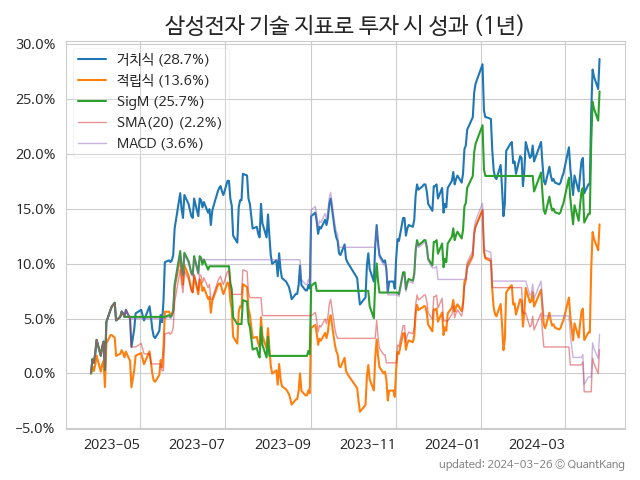 삼성전자 기술 지표로 투자 시 성과 (1년)
30.0%
25.0%
20.0%
15.0%
10.0%
5.0%
0.0%
−5.0%
거치식 (28.7%)
적립식 (13.6%)
SigM (25.7%)
SMA(20) (2.2%)
MACD (3.6%)
2023-05 2023-07 2023-09 2023-11 2024-01 2024-03
updated: 2024-03-26 © QuantKang